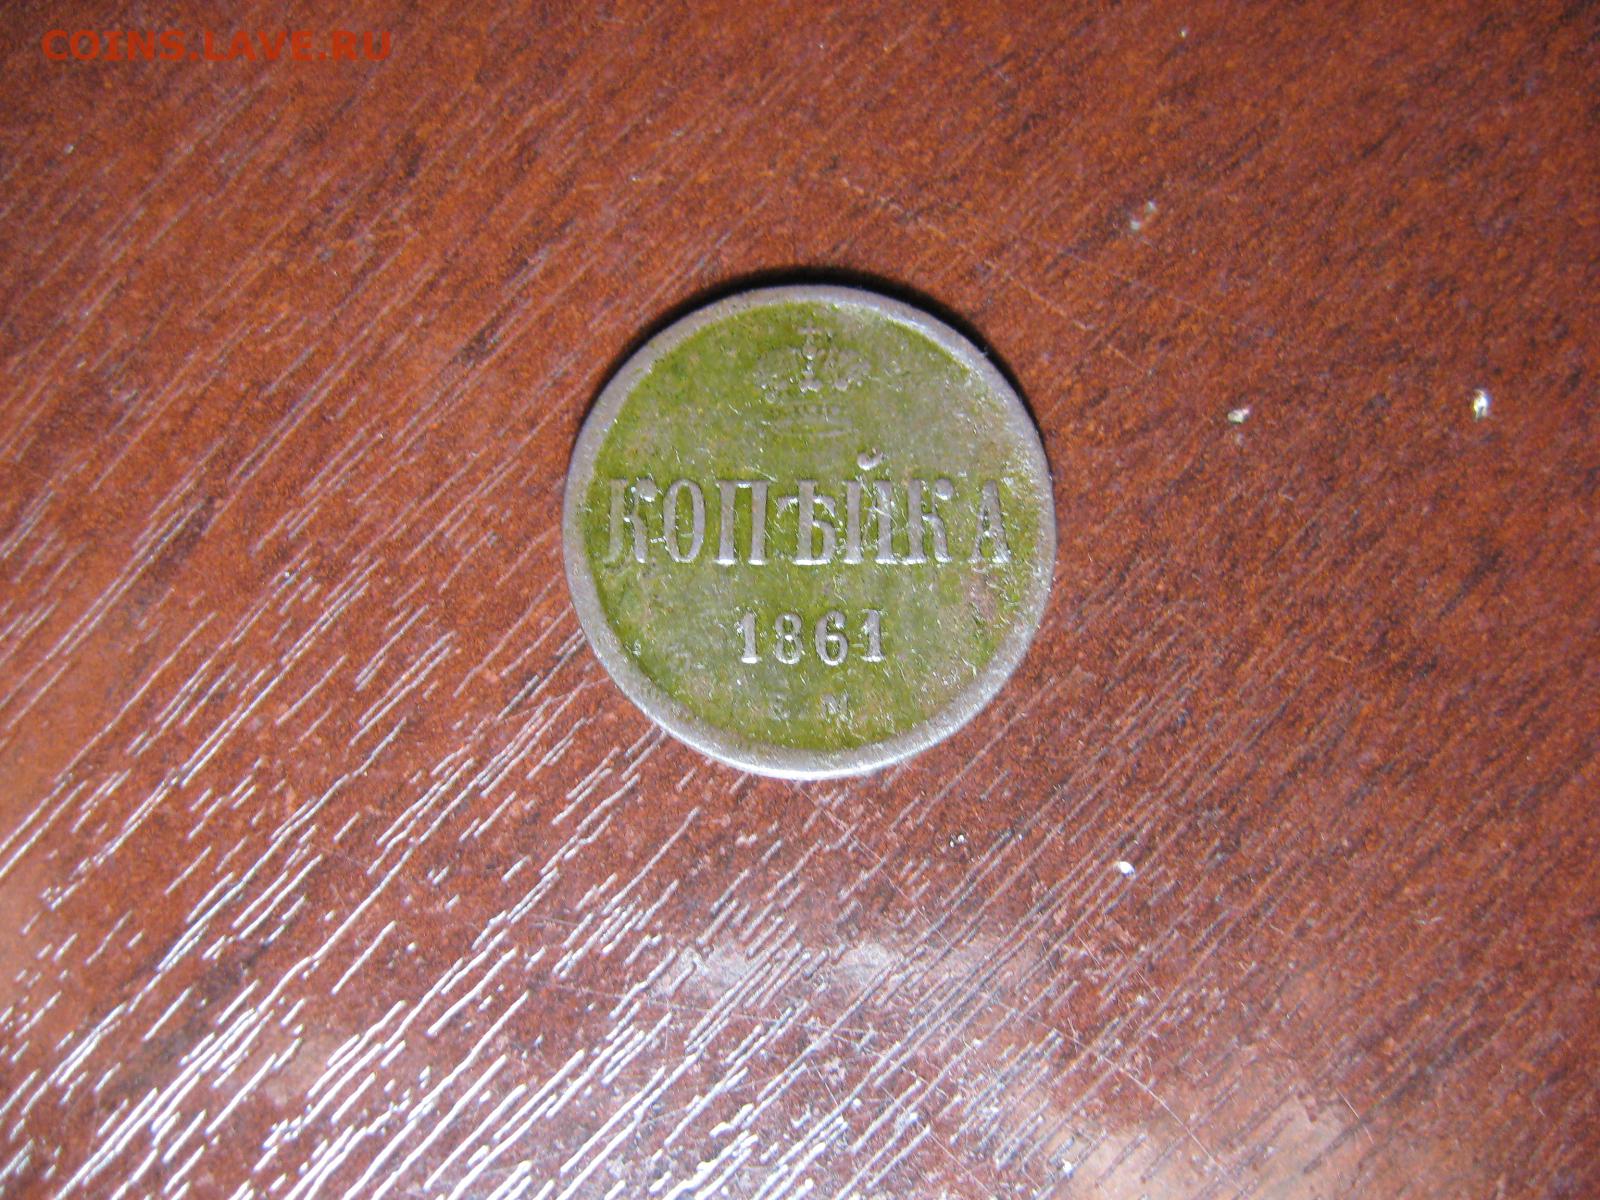 COINS.LAVE.RU
КОПѢЙКА
1861
Е М